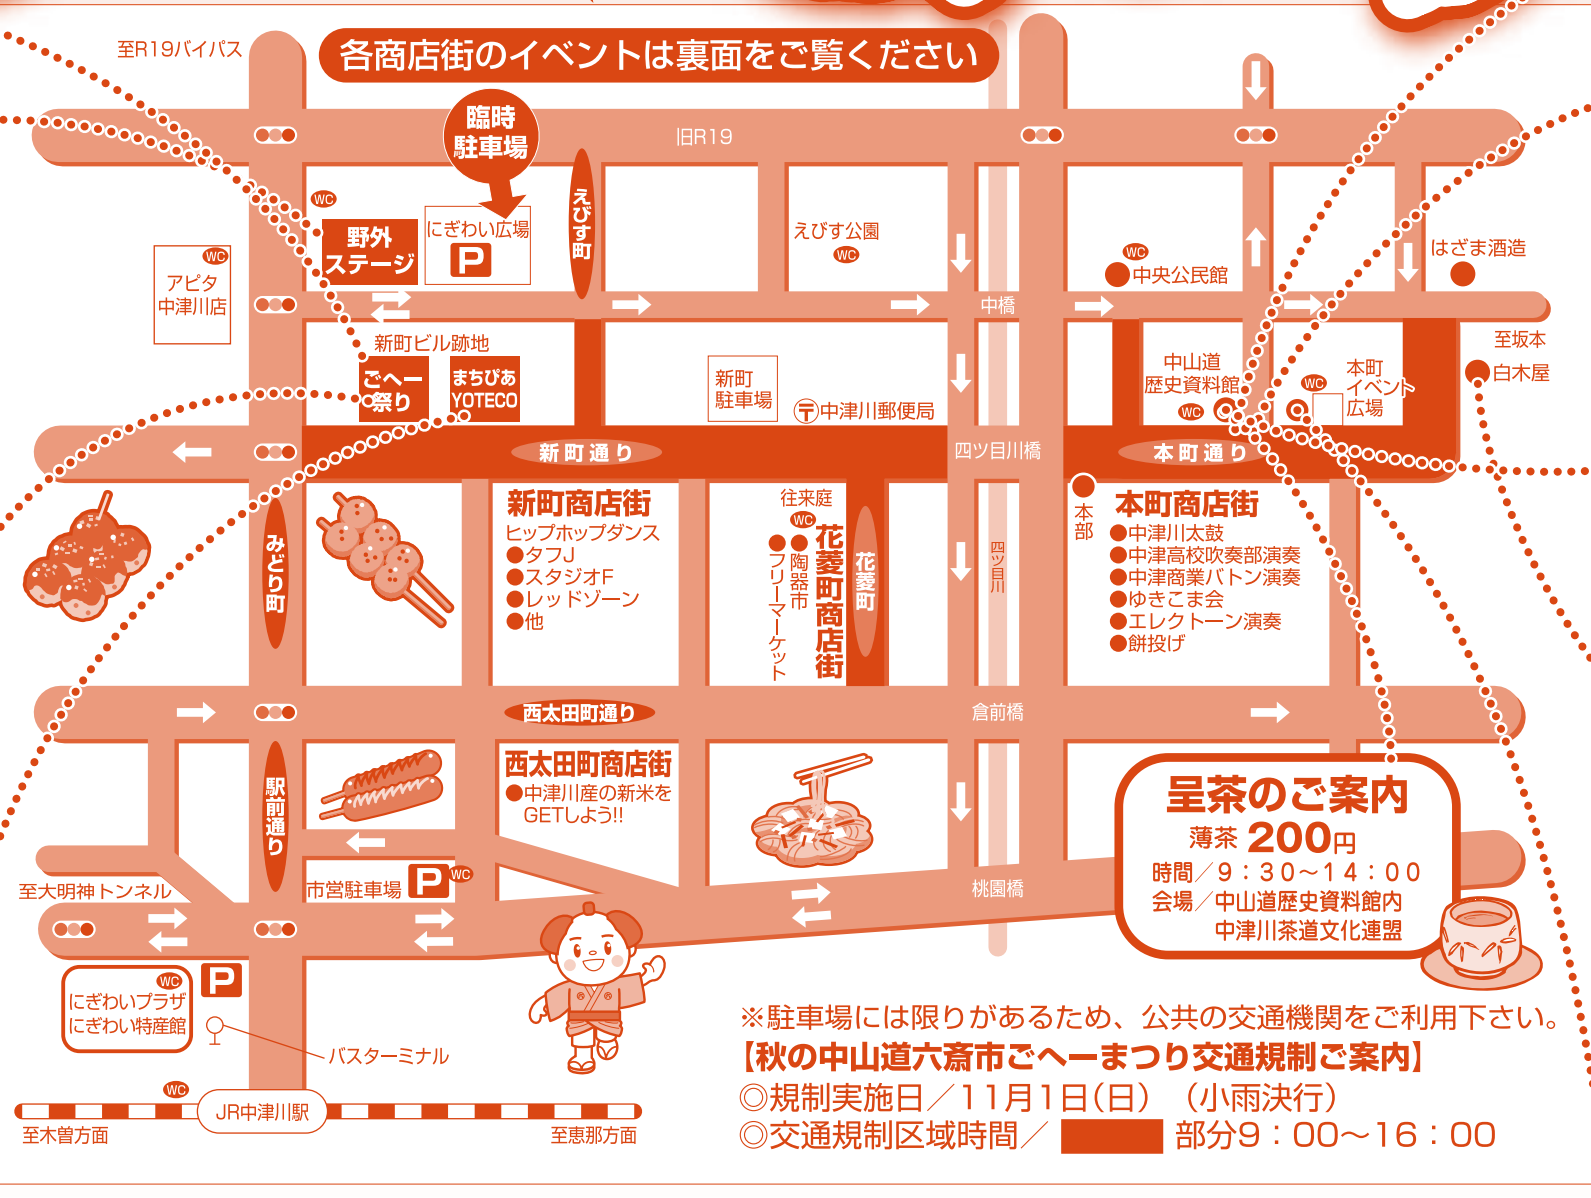 至R19バイパス
各商店街のイベントは裏面をご覧ください
臨時
駐車場
旧R19
WC
野外
ステージ
にぎわい広場
P
えびす町
えびす公園
WC
WC
中央公民館
はざま酒造
WC
アピタ
中津川店
中橋
新町ビル跡地
ごへー
祭り
まちぴあ
YOTECO
新町
駐車場
〒中津川郵便局
中山道
歴史資料館
WC
WC
本町
イベント
広場
至坂本
白木屋
新町通り
四ツ目川橋
本町通り
みどり町
新町商店街
ヒップホップダンス
●タフJ
●スタジオF
●レッドゾーン
●他
往来庭
WC
花菱町商店街
●陶器市
●フリーマーケット
花菱町
四ツ目川
本部
本町商店街
●中津川太鼓
●中津高校吹奏部演奏
●中津商業バトン演奏
●ゆきこま会
●エレクトーン演奏
●餅投げ
西太田町通り
倉前橋
駅前通り
西太田町商店街
●中津川産の新米を
GETしよう!!
至大明神トンネル
市営駐車場
P
WC
桃園橋
呈茶のご案内
薄茶 200円
時間／9：30～14：00
会場／中山道歴史資料館内
中津川茶道文化連盟
WC
にぎわいプラザ
にぎわい特産館
P
バスターミナル
WC
JR中津川駅
至木曽方面
至恵那方面
※駐車場には限りがあるため、公共の交通機関をご利用下さい。
【秋の中山道六斎市ごへーまつり交通規制ご案内】
◎規制実施日／11月1日(日)　(小雨決行)
◎交通規制区域時間／　部分9：00～16：00